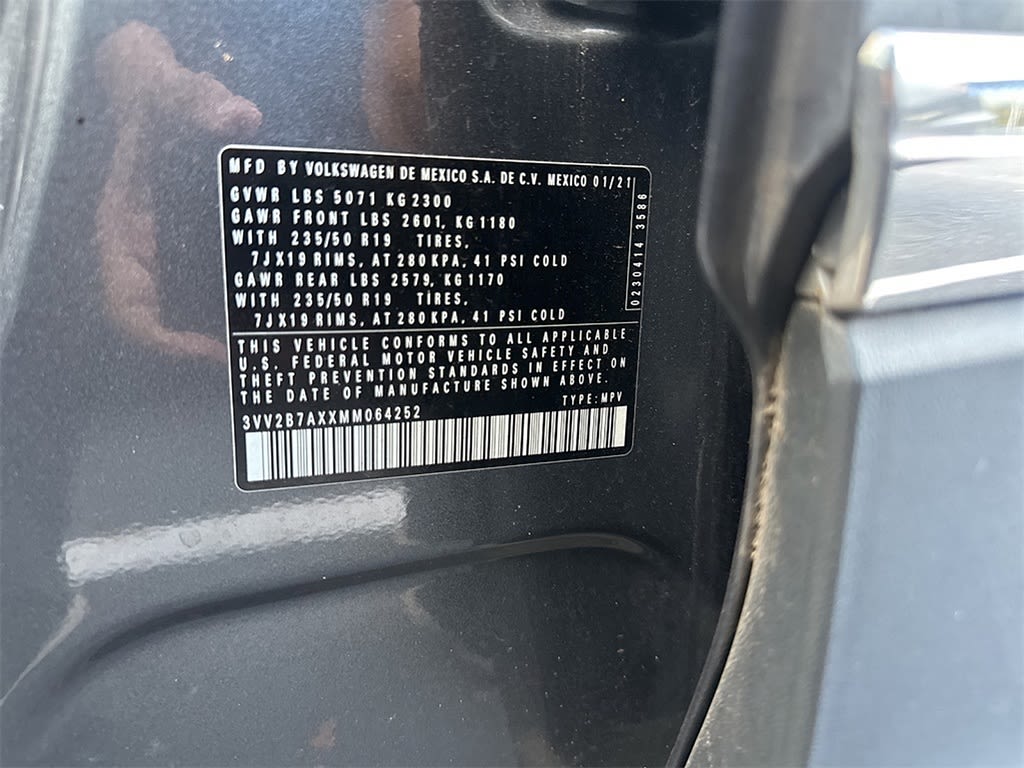 MFD BY VOLKSWAGEN DE MEXICO S.A. DE C.V. MEXICO 01/21
GVWR LBS 5071 KG 2300
GAWR FRONT LBS 2601, KG 1180
WITH 235/50 R19 TIRES,
7JX19 RIMS, AT 280 KPA, 41 PSI COLD
GAWR REAR LBS 2579, KG 1170
WITH 235/50 R19 TIRES,
7JX19 RIMS, AT 280 KPA, 41 PSI COLD
0230414 3586
THIS VEHICLE CONFORMS TO ALL APPLICABLE
U.S. FEDERAL MOTOR VEHICLE SAFETY AND
THEFT PREVENTION STANDARDS IN EFFECT ON
THE DATE OF MANUFACTURE SHOWN ABOVE.
3VV2B7AXXMM064252 TYPE: MPV